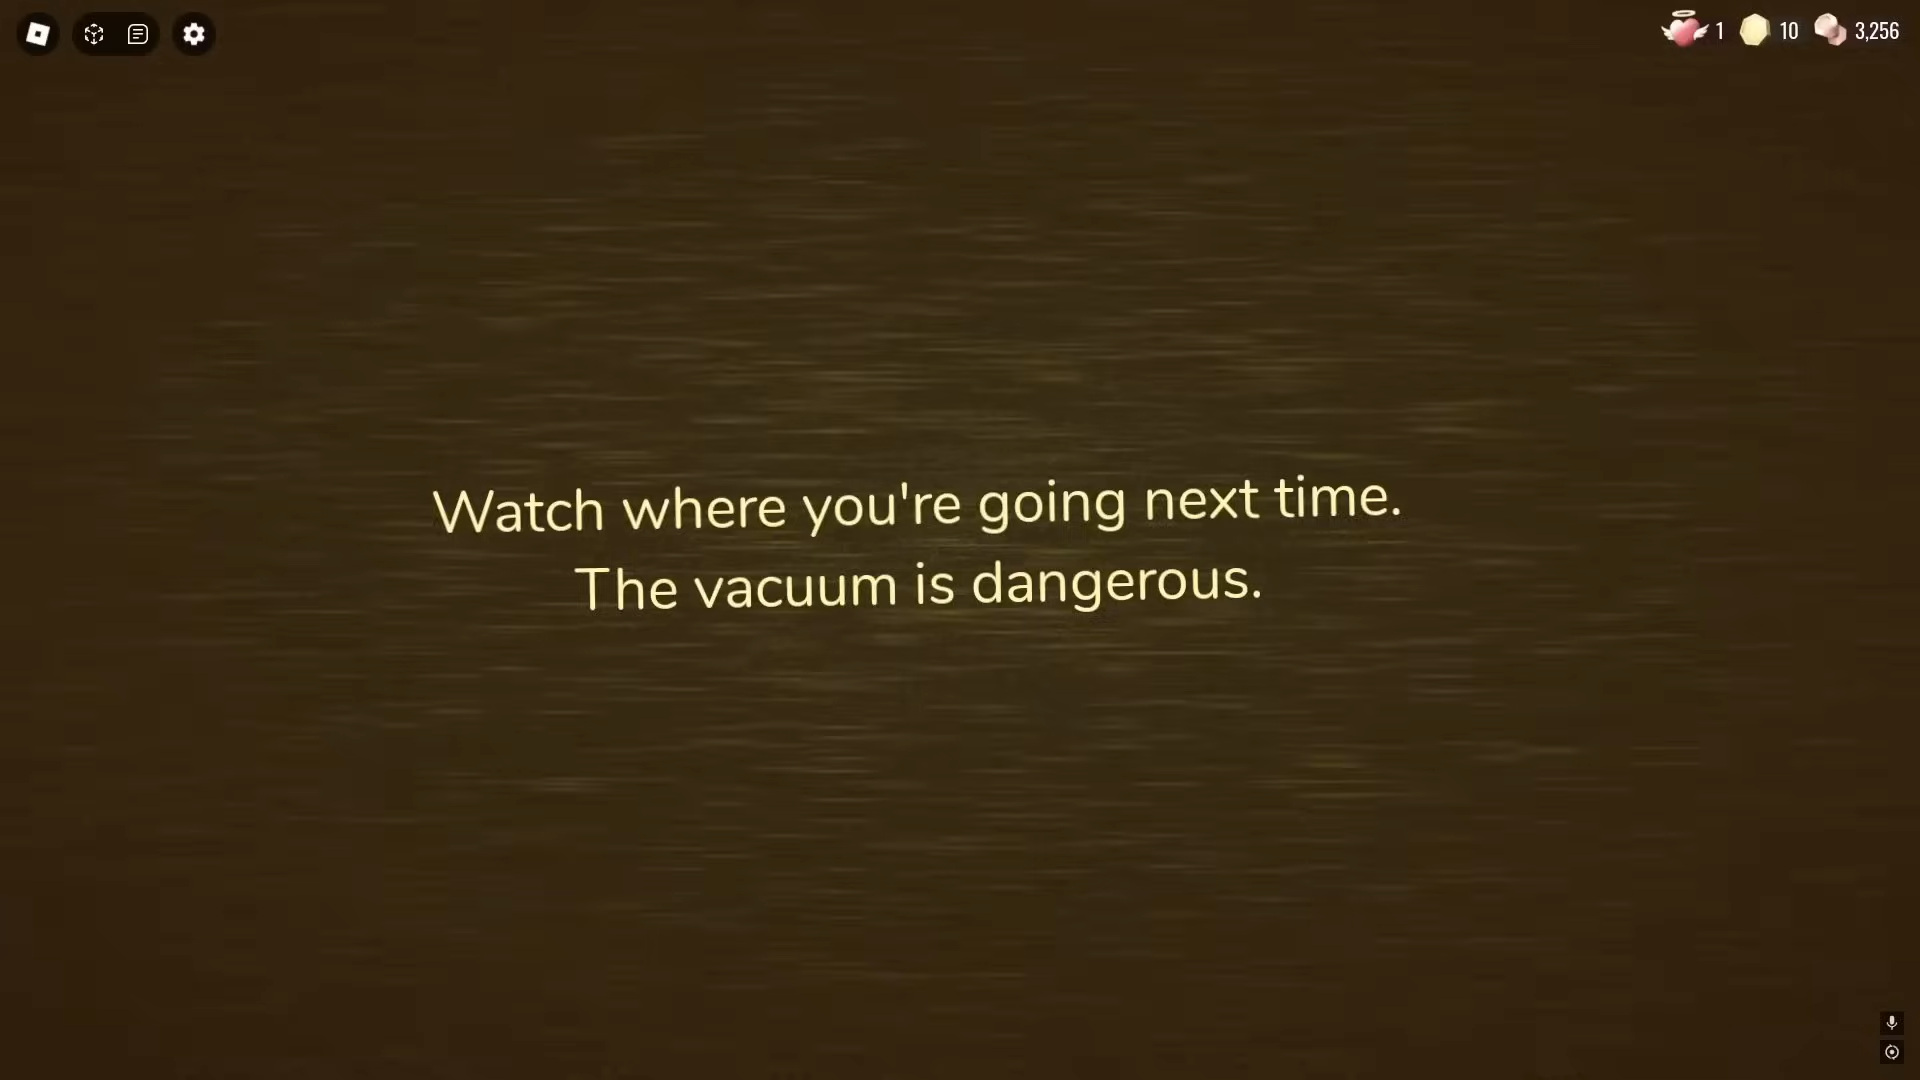 1 10 3,256
Watch where you're going next time.
The vacuum is dangerous.